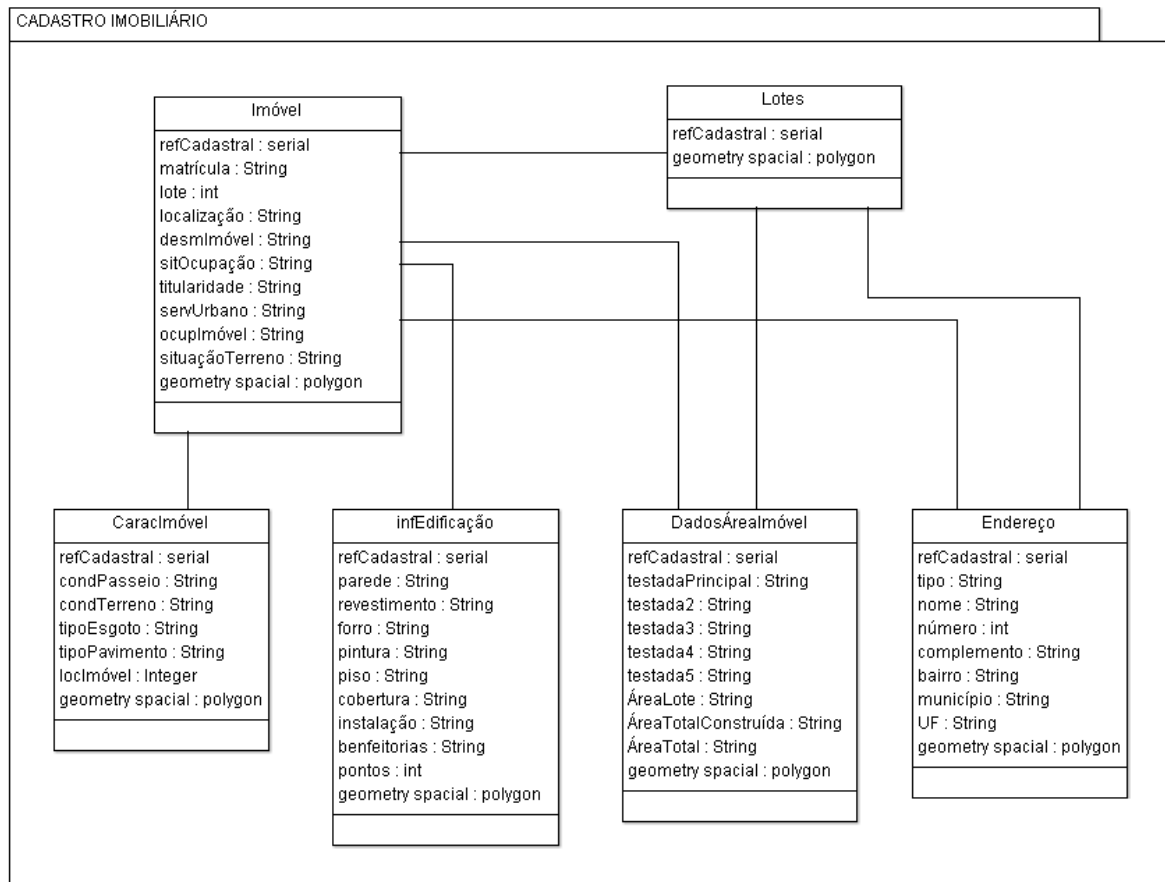 CADASTRO IMOBILIÁRIO
Imóvel
refCadastral : serial
matrícula : String
lote : int
localização : String
desmImóvel : String
sitOcupação : String
titularidade : String
servUrbano : String
ocupImóvel : String
situaçãoTerreno : String
geometry spacial : polygon
Lotes
refCadastral : serial
geometry spacial : polygon
CaracImóvel
refCadastral : serial
condPasseio : String
condTerreno : String
tipoEsgoto : String
tipoPavimento : String
locImóvel : Integer
geometry spacial : polygon
infEdificação
refCadastral : serial
parede : String
revestimento : String
forro : String
pintura : String
piso : String
cobertura : String
instalação : String
benfeitorias : String
pontos : int
geometry spacial : polygon
DadosÁreaImóvel
refCadastral : serial
testadaPrincipal : String
testada2 : String
testada3 : String
testada4 : String
testada5 : String
ÁreaLote : String
ÁreaTotalConstruída : String
ÁreaTotal : String
geometry spacial : polygon
Endereço
refCadastral : serial
tipo : String
nome : String
número : int
complemento : String
bairro : String
município : String
UF : String
geometry spacial : polygon